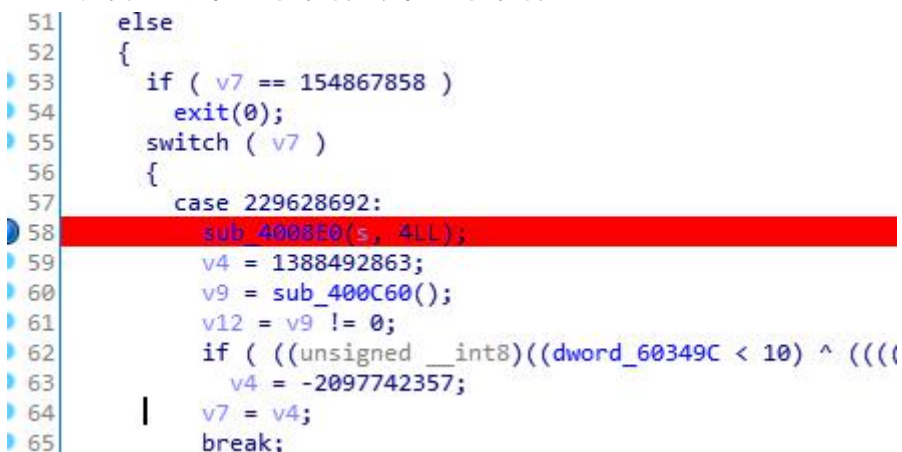 51 else
52 {
53 if ( v7 == 154867858 )
54 exit(0);
55 switch ( v7 )
56 {
57 case 229628692:
58 sub_4008E0(s, 4LL);
59 v4 = 1388492863;
60 v9 = sub_400C60();
61 v12 = v9 != 0;
62 if ( ((unsigned __int8)((dword_60349C < 10) ^ ((((
63 v4 = -2097742357;
64 v7 = v4;
65 break;